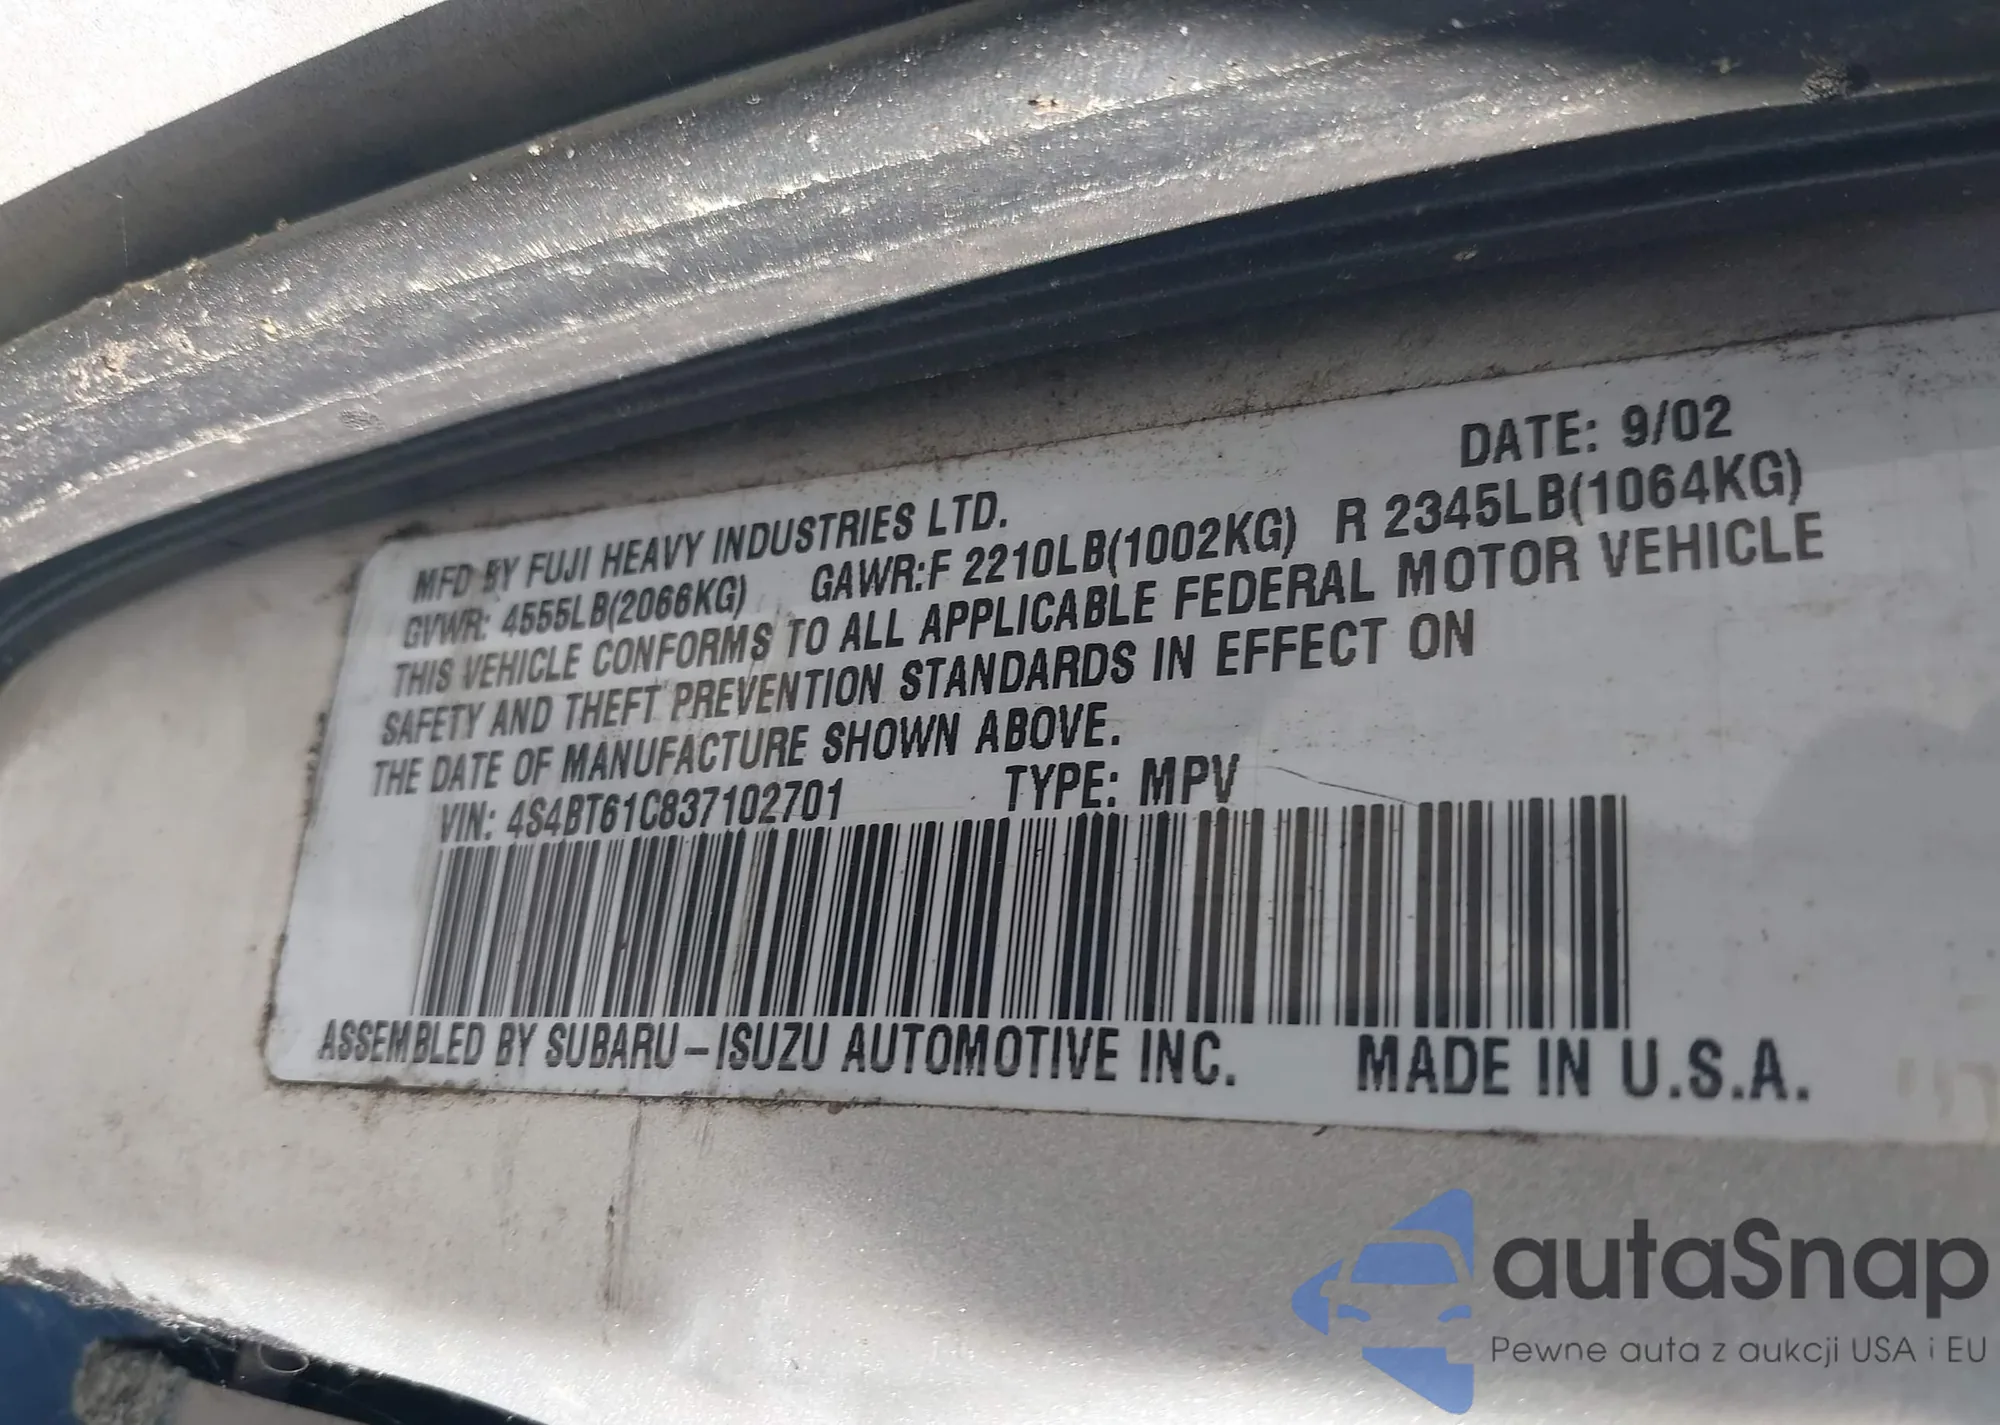 DATE: 9/02
MFD BY FUJI HEAVY INDUSTRIES LTD.
GVWR: 4555LB(2066KG) GAWR:F 2210LB(1002KG) R 2345LB(1064KG)
THIS VEHICLE CONFORMS TO ALL APPLICABLE FEDERAL MOTOR VEHICLE
SAFETY AND THEFT PREVENTION STANDARDS IN EFFECT ON
THE DATE OF MANUFACTURE SHOWN ABOVE.
VIN: 4S4BT61C837102701 TYPE: MPV
ASSEMBLED BY SUBARU-ISUZU AUTOMOTIVE INC. MADE IN U.S.A.
autaSnap
Pewne auta z aukcji USA i EU